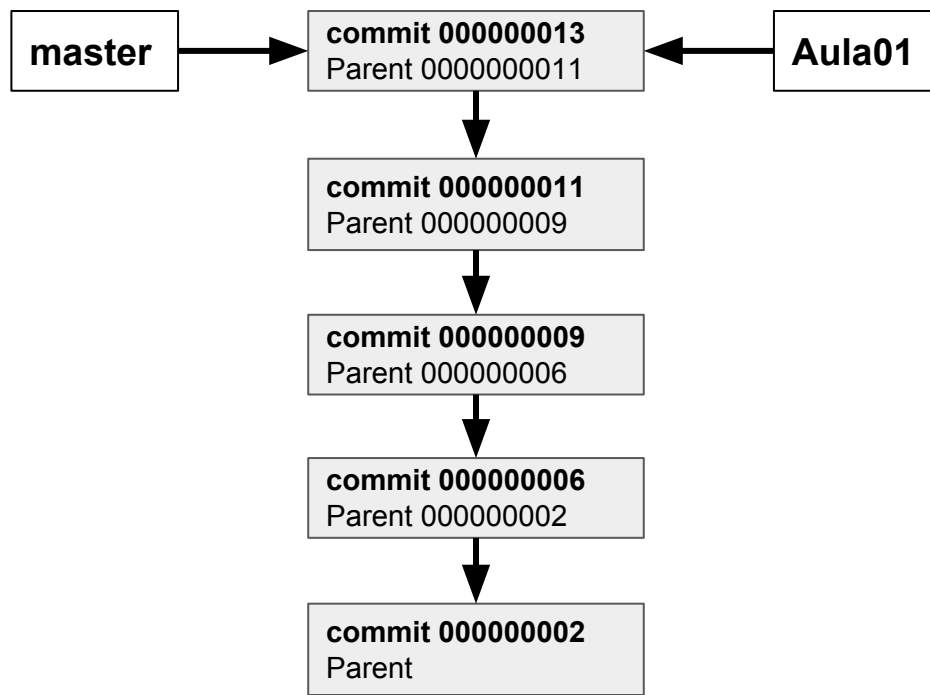 master
commit 000000013
Parent 0000000011
Aula01
commit 000000011
Parent 000000009
commit 000000009
Parent 000000006
commit 000000006
Parent 000000002
commit 000000002
Parent